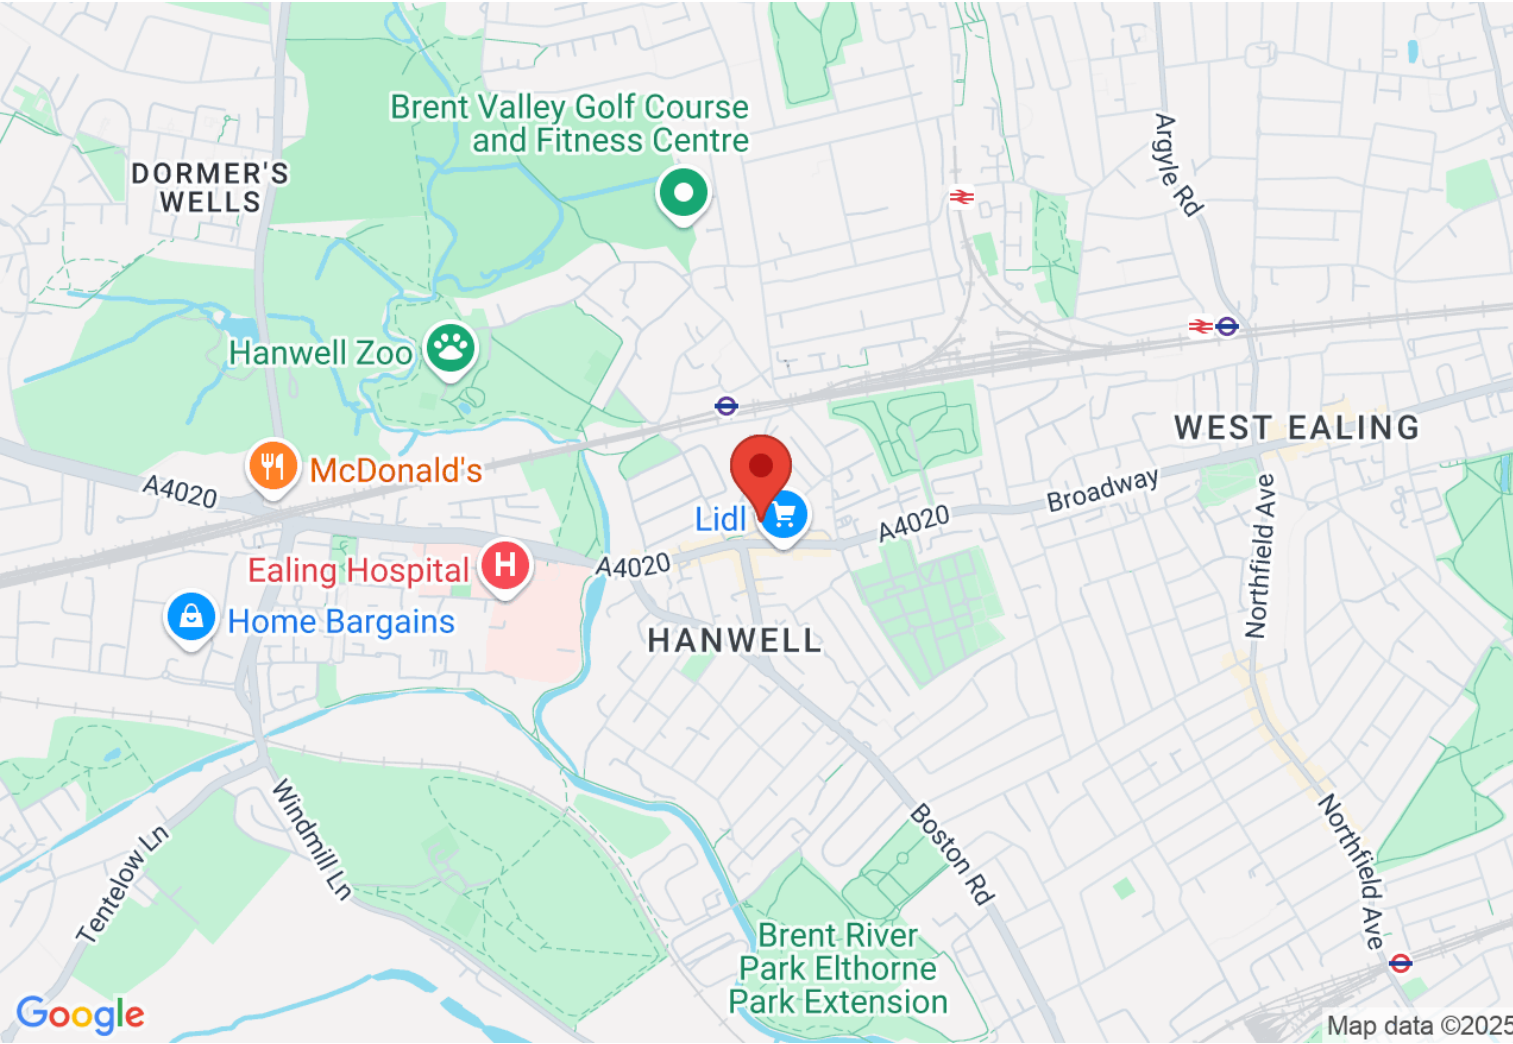 Brent Valley Golf Course
and Fitness Centre
Argyle Rd
DORMER'S
WELLS
Hanwell Zoo
WEST EALING
McDonald's
A4020
Broadway
Lidl
A4020
Northfield Ave
Ealing Hospital
H
A4020
Home Bargains
HANWELL
Windmill Ln
Tentelow Ln
Boston Rd
Northfield Ave
Brent River
Park Elthorne
Park Extension
Google
Map data ©2025